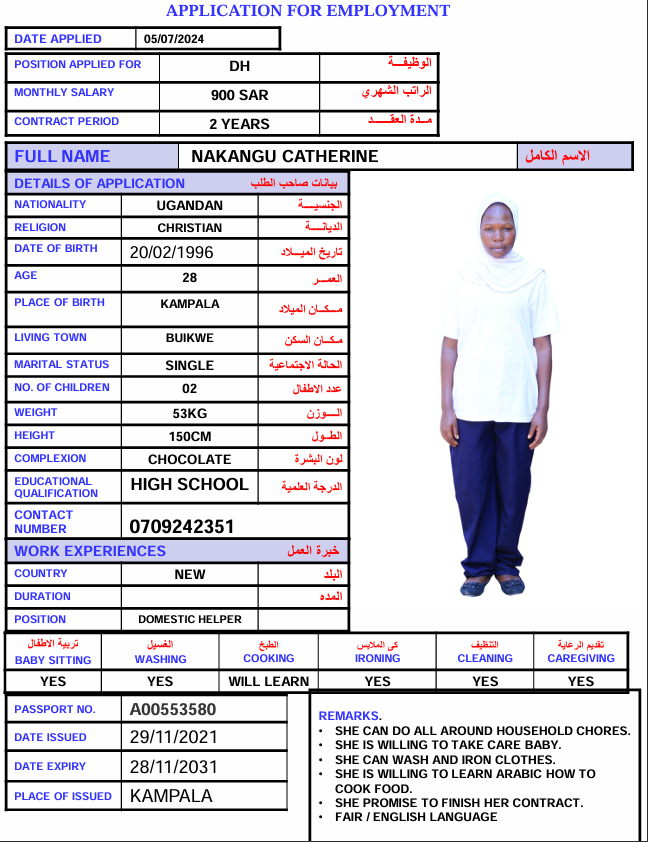 APPLICATION FOR EMPLOYMENT
DATE APPLIED 05/07/2024
POSITION APPLIED FOR DH الوظيفـــة
MONTHLY SALARY 900 SAR الراتب الشهري
CONTRACT PERIOD 2 YEARS مــدة العقـــــد
FULL NAME NAKANGU CATHERINE الاسم الكامل
DETAILS OF APPLICATION بيانات صاحب الطلب
NATIONALITY UGANDAN الجنسيـــة
RELIGION CHRISTIAN الديانـــة
DATE OF BIRTH 20/02/1996 تاريخ الميــلاد
AGE 28 العمـــر
PLACE OF BIRTH KAMPALA مـــكـــان الميلاد
LIVING TOWN BUIKWE مـكــان السكن
MARITAL STATUS SINGLE الحالة الاجتماعية
NO. OF CHILDREN 02 عدد الاطفال
WEIGHT 53KG الـــوزن
HEIGHT 150CM الطــول
COMPLEXION CHOCOLATE لون البشرة
EDUCATIONAL QUALIFICATION HIGH SCHOOL الدرجة العلمية
CONTACT NUMBER 0709242351
WORK EXPERIENCES خبرة العمل
COUNTRY NEW البلد
DURATION المده
POSITION DOMESTIC HELPER
تربية الاطفال الغسيل الطبخ كى الملابس التنظيف تقديم الرعاية
BABY SITTING WASHING COOKING IRONING CLEANING CAREGIVING
YES YES WILL LEARN YES YES YES
PASSPORT NO. A00553580
DATE ISSUED 29/11/2021
DATE EXPIRY 28/11/2031
PLACE OF ISSUED KAMPALA
REMARKS.
• SHE CAN DO ALL AROUND HOUSEHOLD CHORES.
• SHE IS WILLING TO TAKE CARE BABY.
• SHE CAN WASH AND IRON CLOTHES.
• SHE IS WILLING TO LEARN ARABIC HOW TO
COOK FOOD.
• SHE PROMISE TO FINISH HER CONTRACT.
• FAIR / ENGLISH LANGUAGE